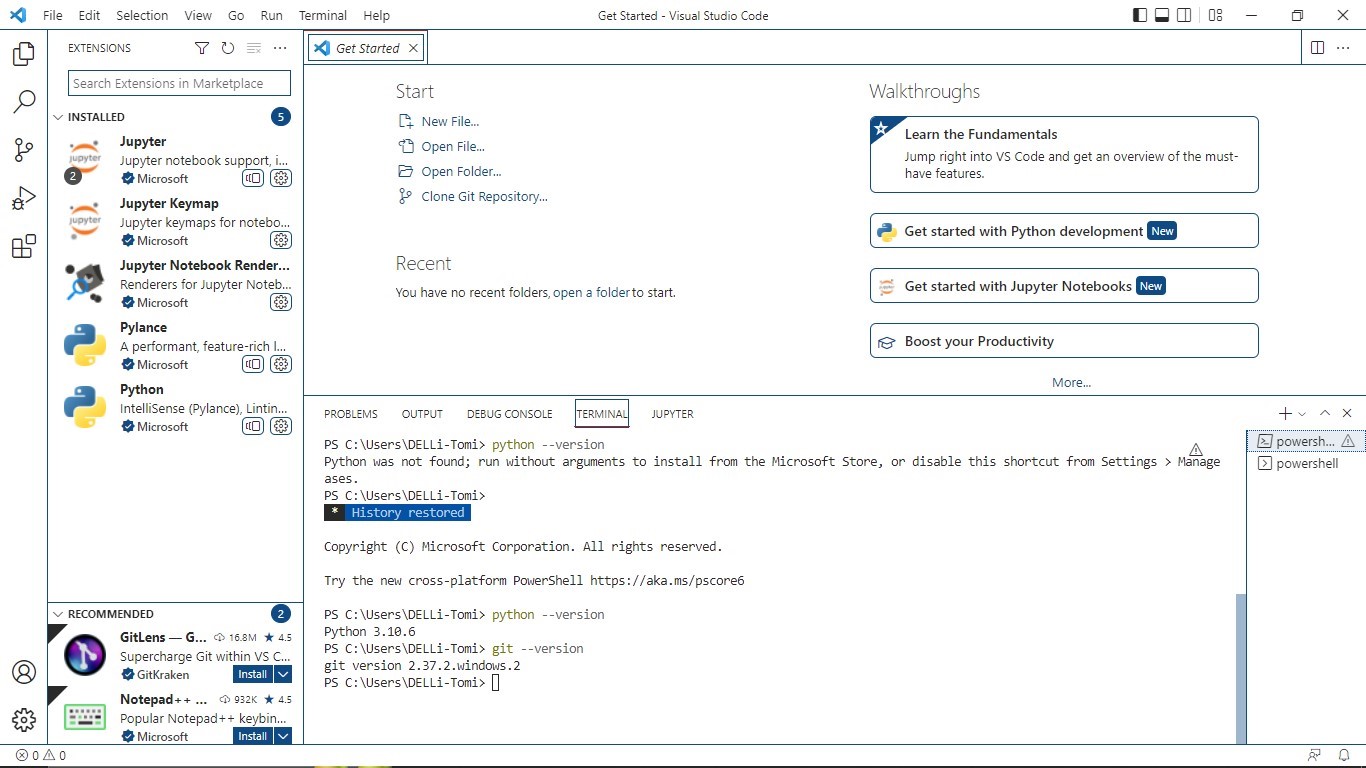 File Edit Selection View Go Run Terminal Help
Get Started - Visual Studio Code
EXTENSIONS
Search Extensions in Marketplace
INSTALLED 5
jupyter
2
Jupyter
Jupyter notebook support, i...
Microsoft
jupyter
Jupyter Keymap
Jupyter keymaps for notebo...
Microsoft
Jupyter Notebook Render...
Renderers for Jupyter Noteb...
Microsoft
Pylance
A performant, feature-rich l...
Microsoft
Python
IntelliSense (Pylance), Lintin...
Microsoft
RECOMMENDED 2
GitLens — G... 16.8M 4.5
Supercharge Git within VS C...
GitKraken Install
Notepad++ ... 932K 4.5
Popular Notepad++ keybin...
Microsoft Install
Get Started
Start
New File...
Open File...
Open Folder...
Clone Git Repository...
Recent
You have no recent folders, open a folder to start.
Walkthroughs
Learn the Fundamentals
Jump right into VS Code and get an overview of the must-
have features.
Get started with Python development New
Get started with Jupyter Notebooks New
Boost your Productivity
More...
PROBLEMS OUTPUT DEBUG CONSOLE TERMINAL JUPYTER
PS C:\Users\DELLi-Tomi> python --version
Python was not found; run without arguments to install from the Microsoft Store, or disable this shortcut from Settings > Manage
ases.
PS C:\Users\DELLi-Tomi>
* History restored
Copyright (C) Microsoft Corporation. All rights reserved.
Try the new cross-platform PowerShell https://aka.ms/pscore6
PS C:\Users\DELLi-Tomi> python --version
Python 3.10.6
PS C:\Users\DELLi-Tomi> git --version
git version 2.37.2.windows.2
PS C:\Users\DELLi-Tomi>
powersh...
powershell
0 0